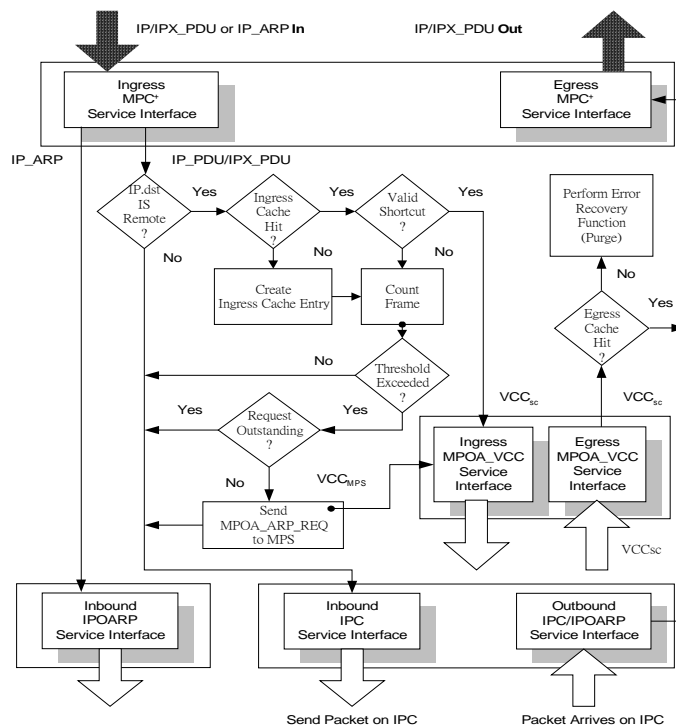 IP/IPX_PDU or IP_ARP In
IP/IPX_PDU Out
Ingress
MPC+
Service Interface
Egress
MPC+
Service Interface
IP_ARP
IP_PDU/IPX_PDU
IP.dst
IS
Remote
?
Yes
Ingress
Cache
Hit
?
Yes
Valid
Shortcut
?
Yes
Perform Error
Recovery
Function
(Purge)
No
No
No
No
Create
Ingress Cache Entry
Count
Frame
Egress
Cache
Hit
?
Yes
No
Threshold
Exceeded
?
Yes
Request
Outstanding
?
Yes
VCCsc
VCCsc
Ingress
MPOA_VCC
Service
Interface
Egress
MPOA_VCC
Service
Interface
No
VCCMPS
Send
MPOA_ARP_REQ
to MPS
VCCsc
Inbound
IPOARP
Service Interface
Inbound
IPC
Service Interface
Outbound
IPC/IPOARP
Service Interface
Send Packet on IPC
Packet Arrives on IPC